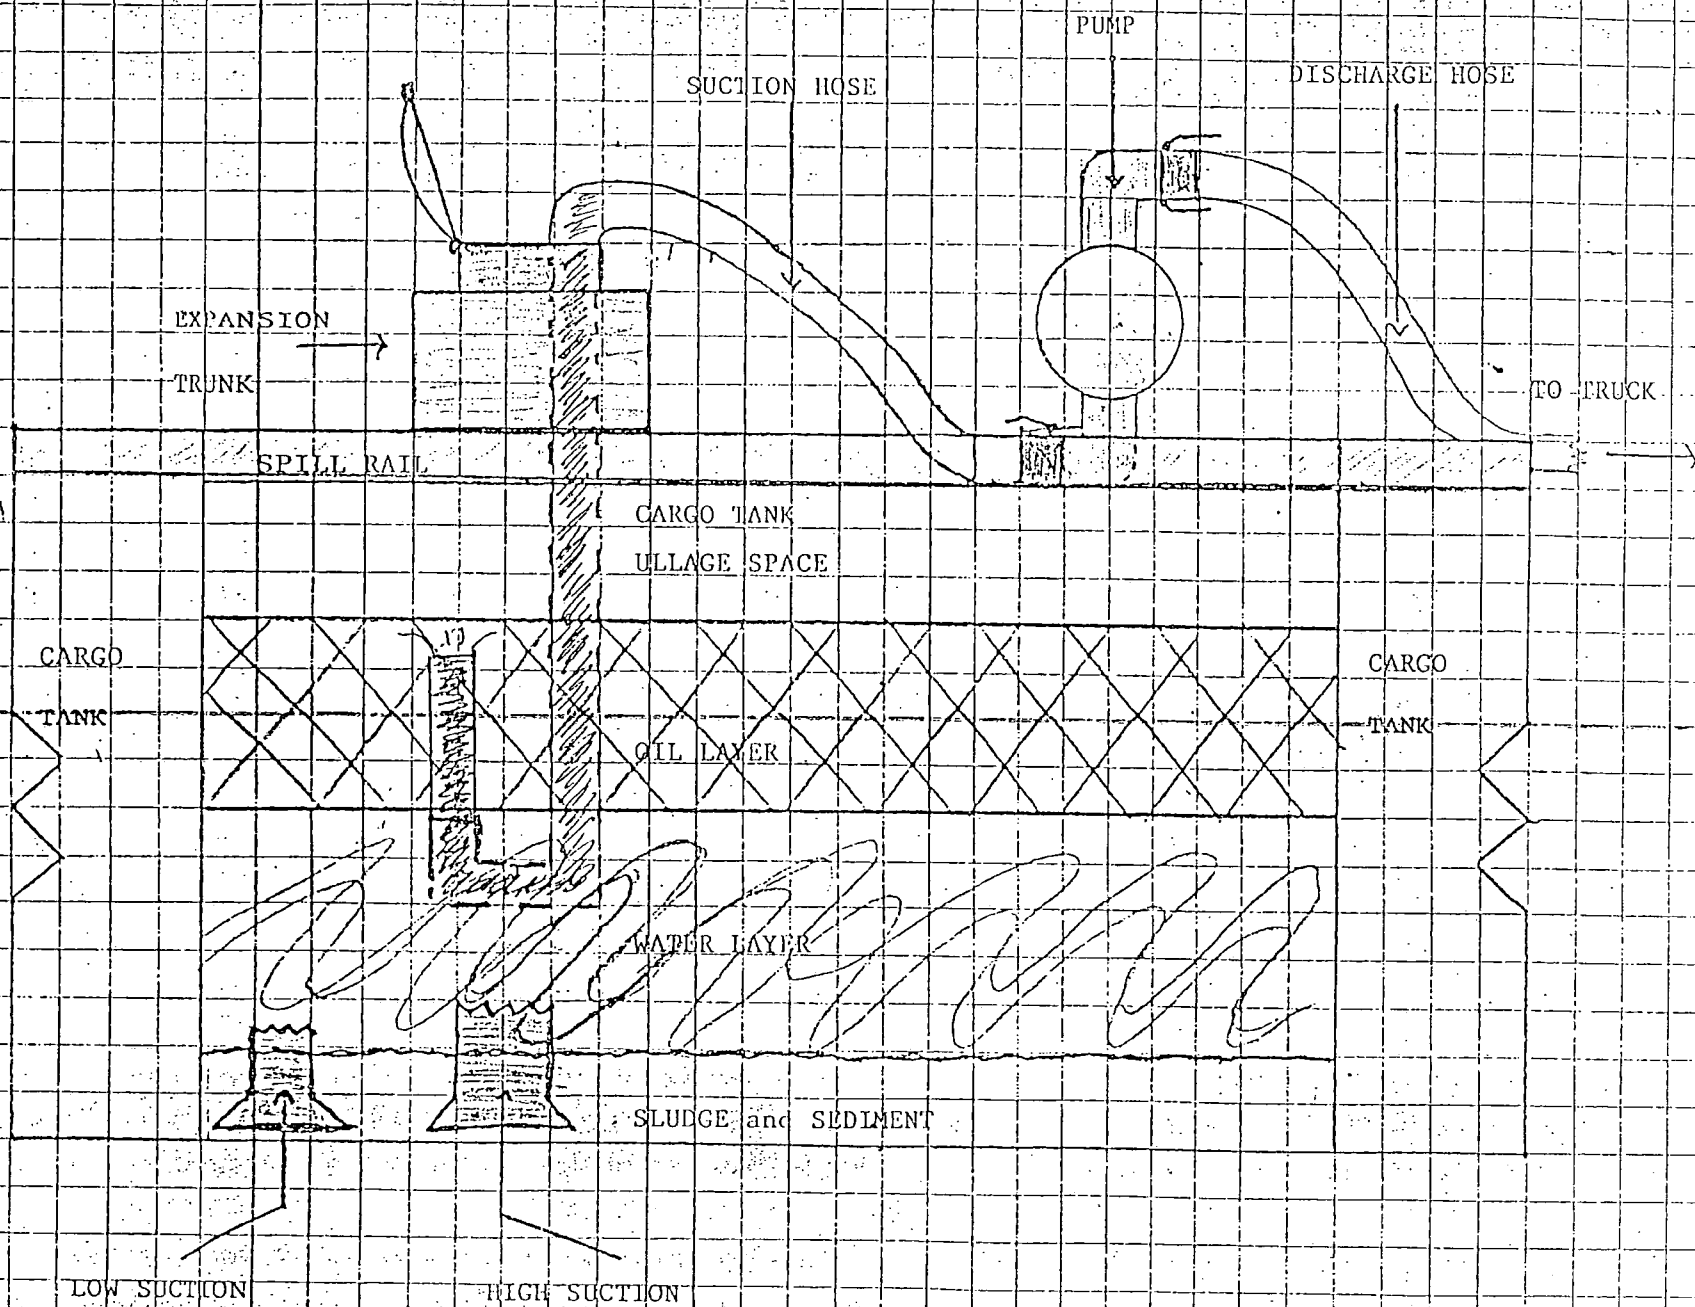 PUMP
SUCTION HOSE
DISCHARGE HOSE
EXPANSION
TRUNK
TO TRUCK
SPILL RAIL
CARGO TANK
ULLAGE SPACE
CARGO
TANK
CARGO
TANK
OIL LAYER
WATER LAYER
SLUDGE and SEDIMENT
LOW SUCTION
HIGH SUCTION